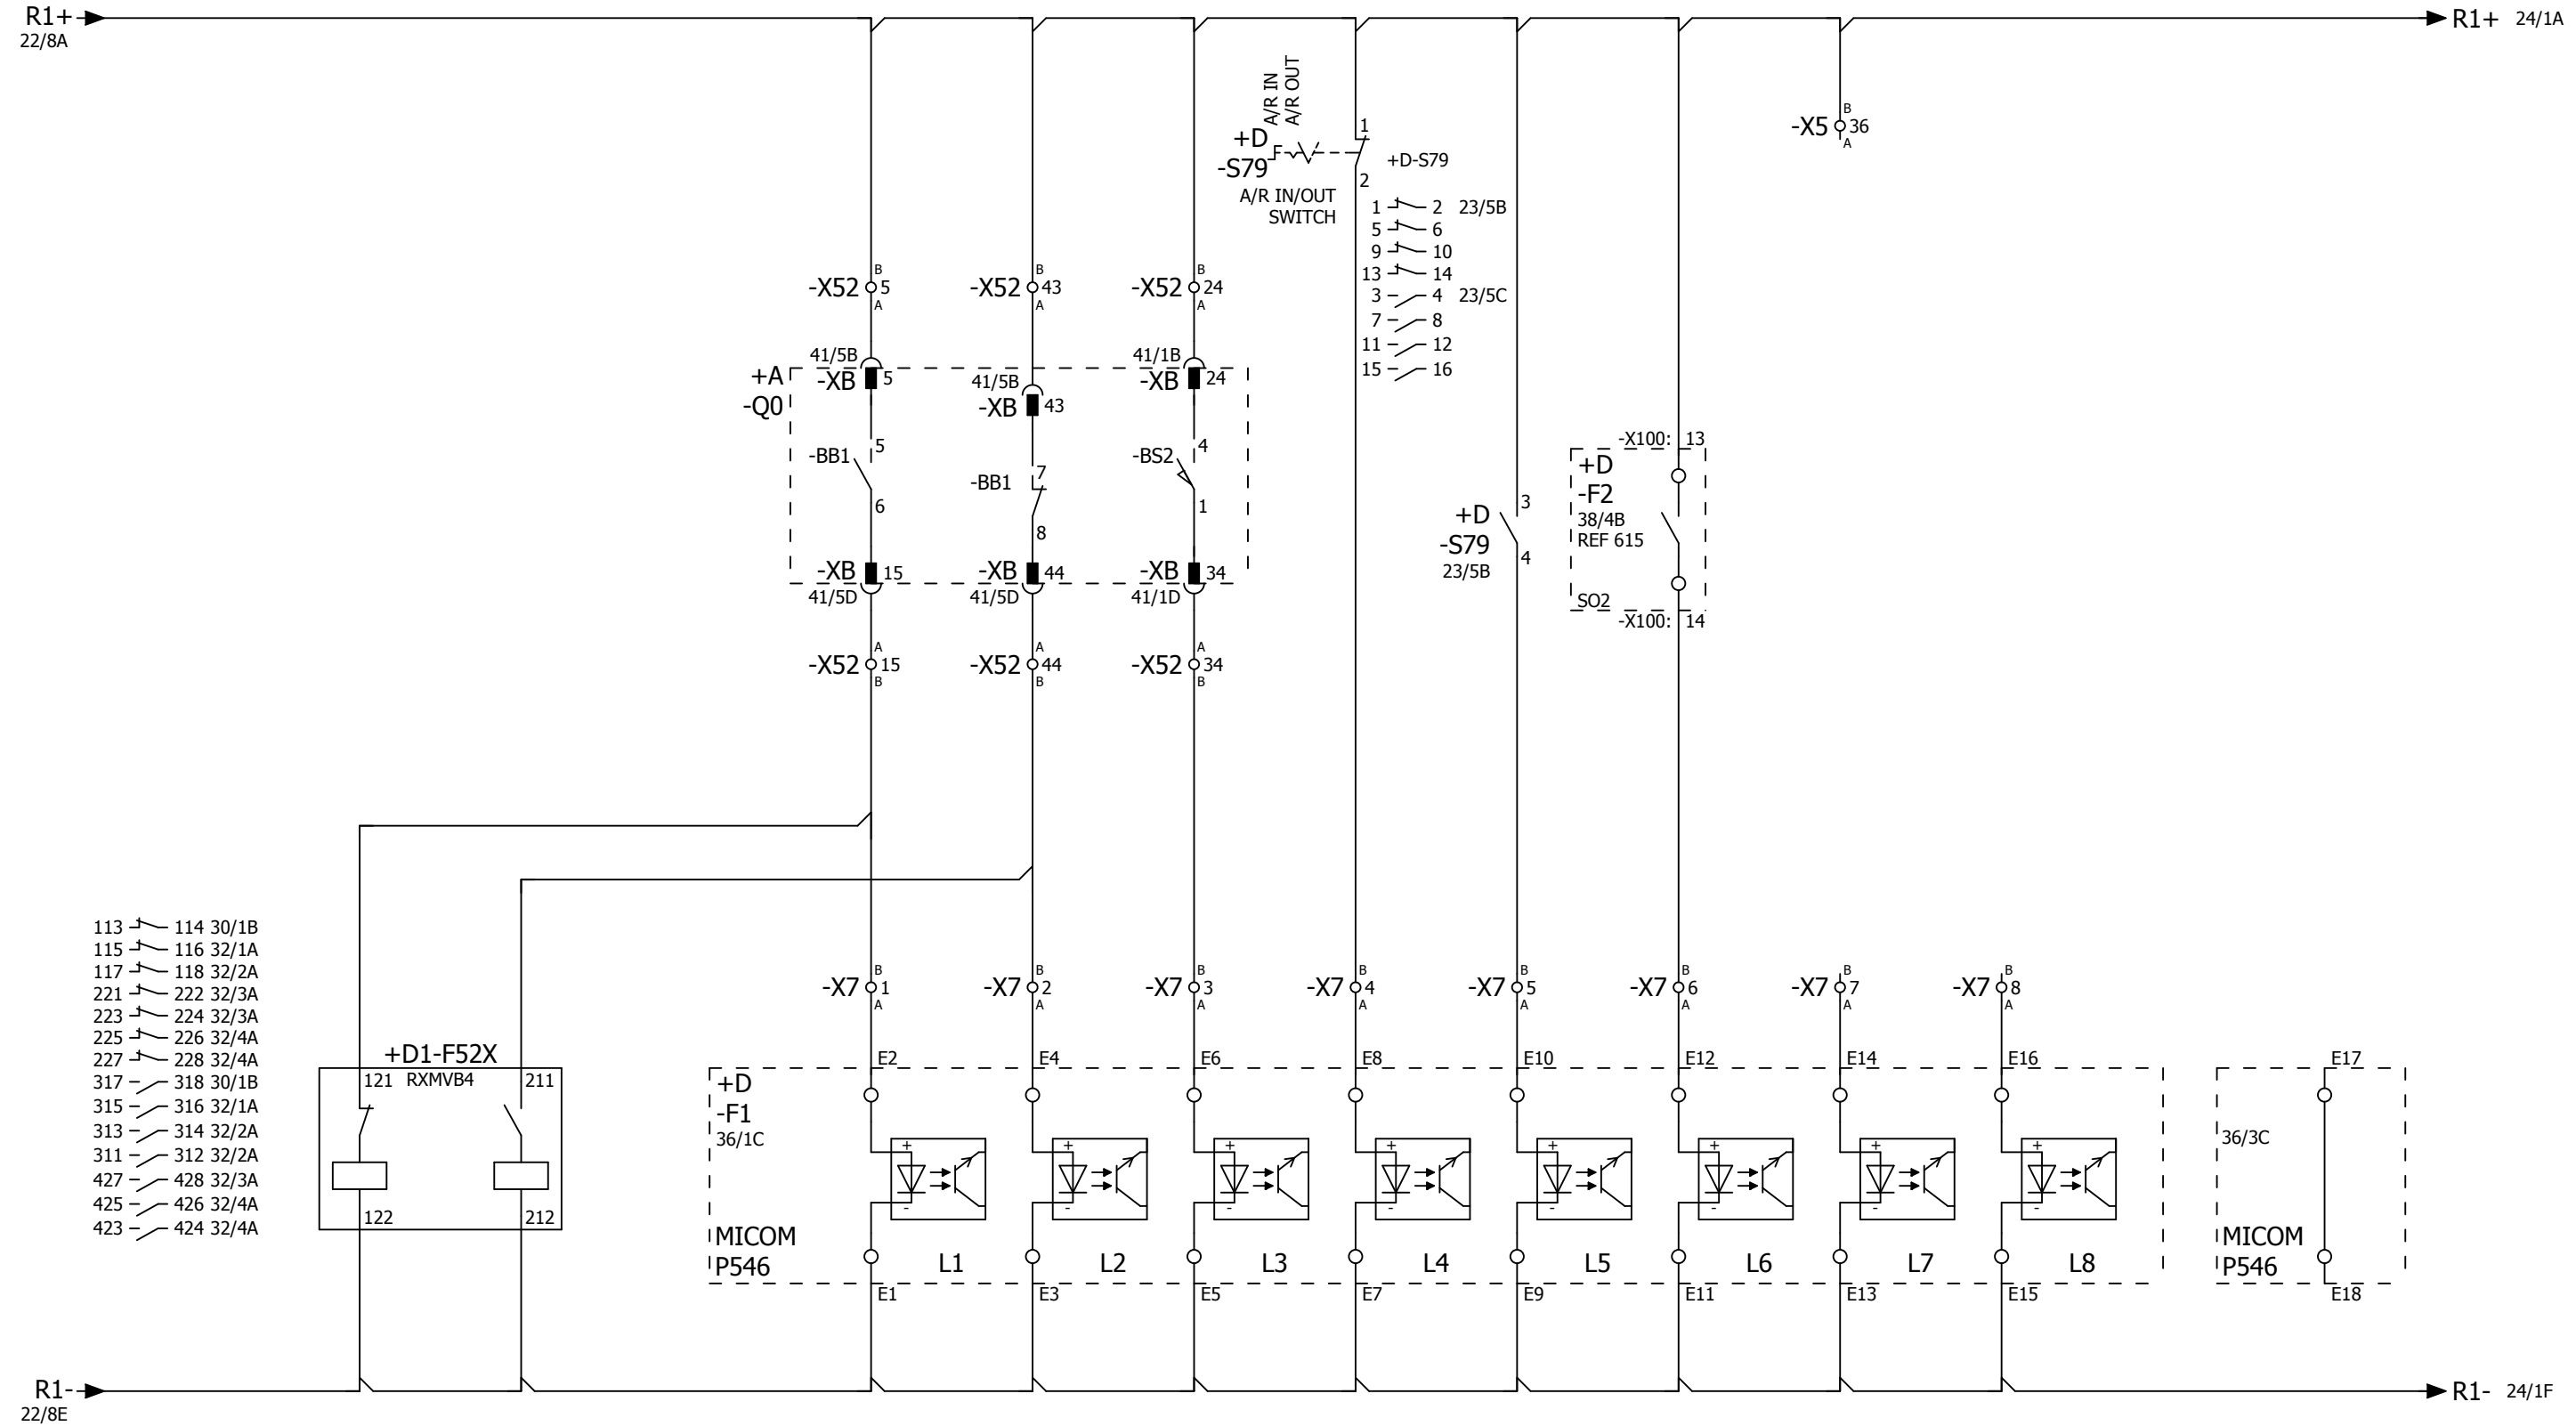 R1+
22/8A
R1+ 24/1A
A/R IN
A/R OUT
+D
-S79
A/R IN/OUT
SWITCH
1
2
+D-S79
1 2 23/5B
5 6
9 10
13 14
3 4 23/5C
7 8
11 12
15 16
B
-X5 36
A
B
-X52 5
A
B
-X52 43
A
B
-X52 24
A
+A
-Q0
41/5B
-XB 5
41/5B
-XB 43
41/1B
-XB 24
5
-BB1
6
7
-BB1
8
4
-BS2
1
-XB 15
41/5D
-XB 44
41/5D
-XB 34
41/1D
A
-X52 15
B
A
-X52 44
B
A
-X52 34
B
3
+D
-S79
23/5B
4
-X100: 13
+D
-F2
38/4B
REF 615
SO2
-X100: 14
113 114 30/1B
115 116 32/1A
117 118 32/2A
221 222 32/3A
223 224 32/3A
225 226 32/4A
227 228 32/4A
317 318 30/1B
315 316 32/1A
313 314 32/2A
311 312 32/2A
427 428 32/3A
425 426 32/4A
423 424 32/4A
+D1-F52X
121 RXMVB4 211
122 212
B
-X7 1
A
B
-X7 2
A
B
-X7 3
A
B
-X7 4
A
B
-X7 5
A
B
-X7 6
A
B
-X7 7
A
B
-X7 8
A
E2 E4 E6 E8 E10 E12 E14 E16 E17
+D
-F1
36/1C
MICOM
P546
+ + + + + + + +
- - - - - - - -
L1 L2 L3 L4 L5 L6 L7 L8
36/3C
MICOM
P546
E1 E3 E5 E7 E9 E11 E13 E15 E18
R1-
22/8E
R1- 24/1F